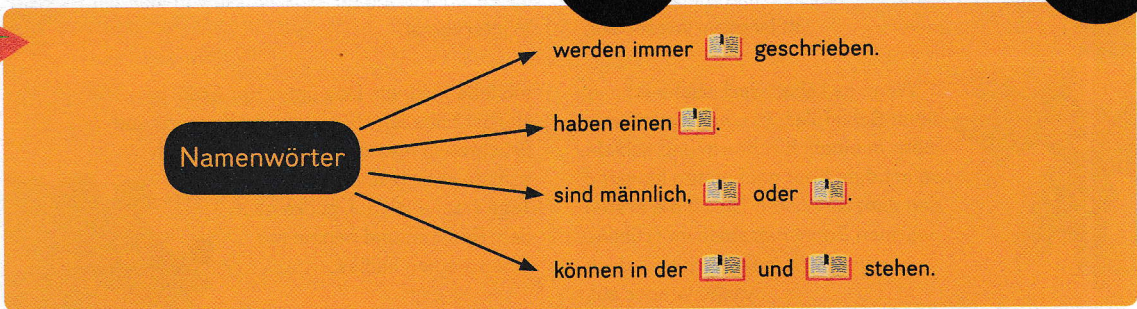 werden immer geschrieben.
haben einen .
Namenwörter
sind männlich, oder .
können in der und stehen.